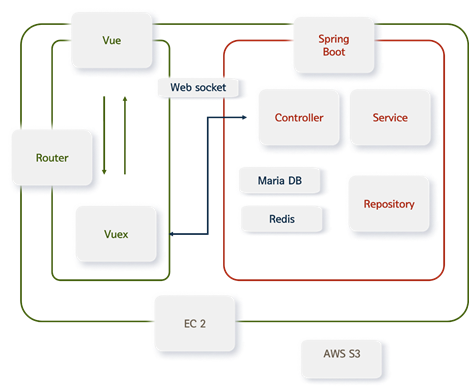 Vue
Spring
Boot
Web socket
Controller
Service
Router
Maria DB
Repository
Redis
Vuex
EC 2
AWS S3